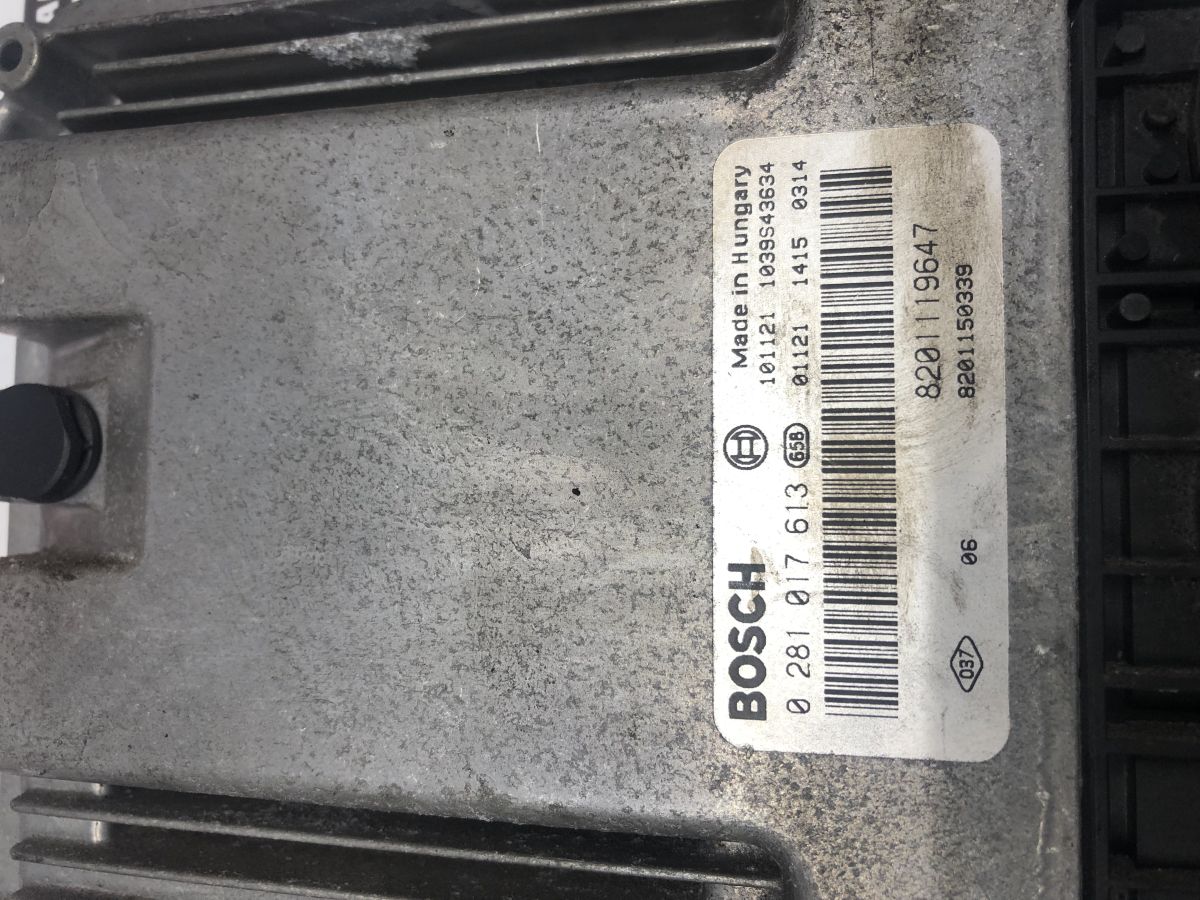 BOSCH
Made in Hungary
101121 1039S43634
0 281 017 613
658
01121 1415 0314
8201119647
037
06
8201150339